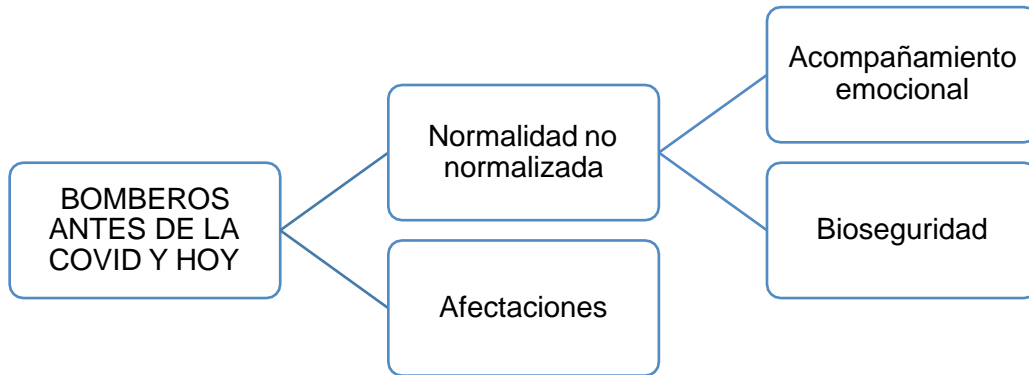 BOMBEROS
ANTES DE LA
COVID Y HOY
Normalidad no
normalizada
Afectaciones
Acompañamiento
emocional
Bioseguridad